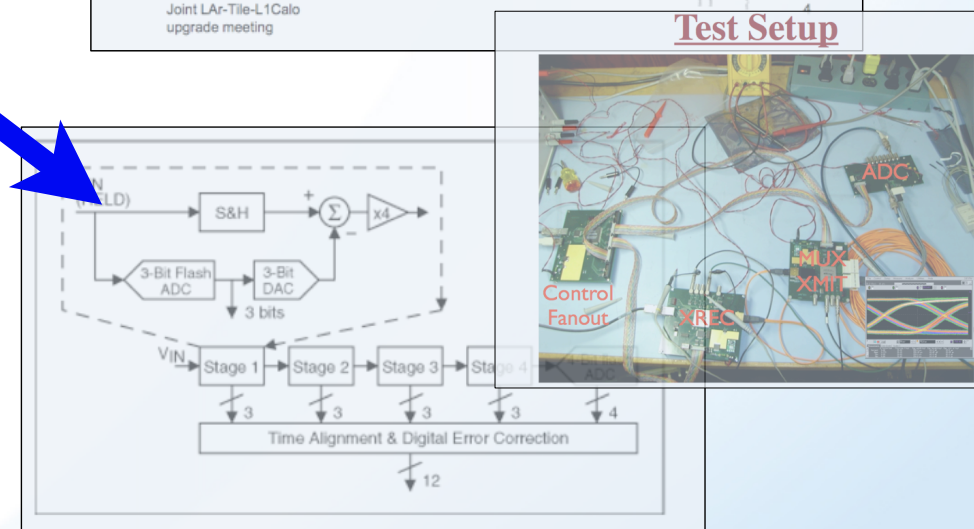 Joint LAr-Tile-L1Calo
upgrade meeting
4
Test Setup
ADC
MUX
XMIT
Control
Fanout
XREC
S&H
+
Σ
x4
−
3-Bit Flash
ADC
3-Bit
DAC
3 bits
VIN
Stage 1
Stage 2
Stage 3
Stage 4
ADC
3
3
3
3
4
Time Alignment & Digital Error Correction
12